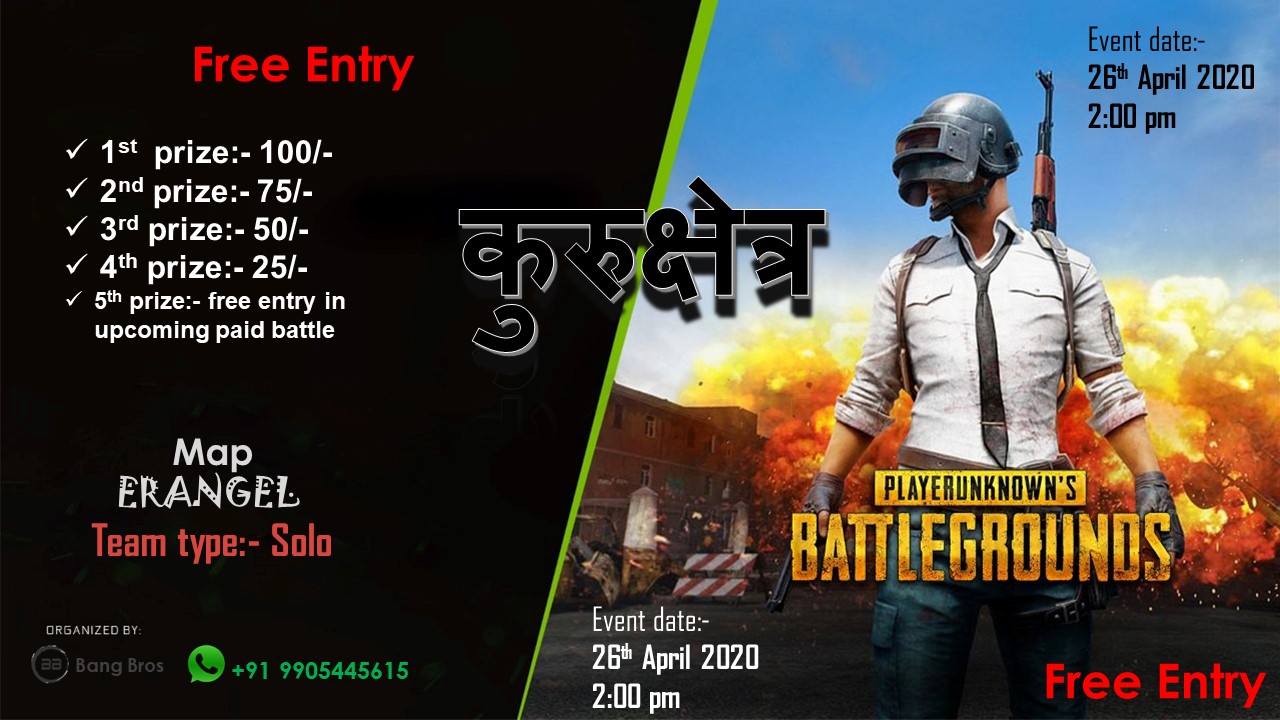 Free Entry
✓ 1st prize:- 100/-
✓ 2nd prize:- 75/-
✓ 3rd prize:- 50/-
✓ 4th prize:- 25/-
✓ 5th prize:- free entry in
upcoming paid battle
Map
ERANGEL
Team type:- Solo
ORGANIZED BY:
BB Bang Bros
+91 9905445615
कुरुक्षेत्र
Event date:-
26th April 2020
2:00 pm
PLAYERUNKNOWN'S
BATTLEGROUNDS
Event date:-
26th April 2020
2:00 pm
Free Entry